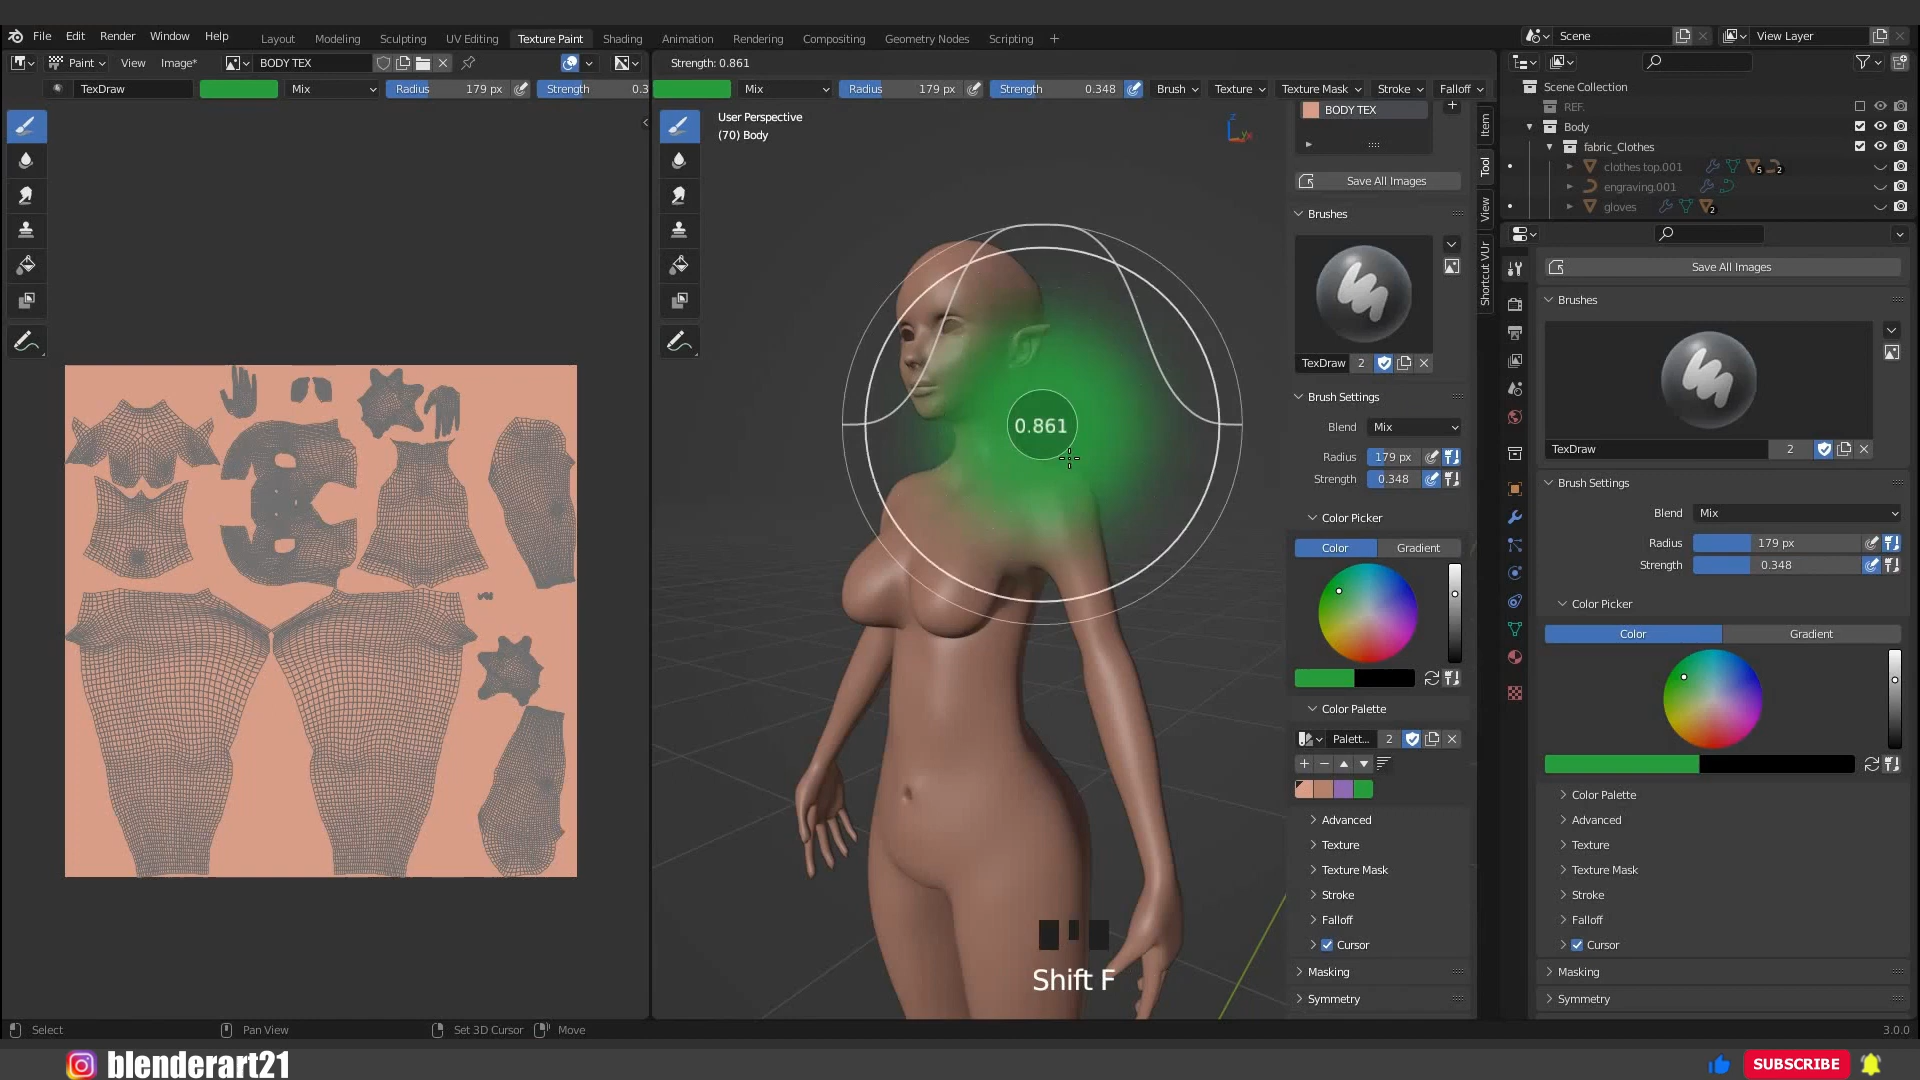 File Edit Render Window Help Layout Modeling Sculpting UV Editing Texture Paint Shading Animation Rendering Compositing Geometry Nodes Scripting + Scene View Layer
Paint View Image* BODY TEX Strength: 0.861
TexDraw Mix Radius 179 px Strength 0.3 Mix Radius 179 px Strength 0.348 Brush Texture Texture Mask Stroke Falloff
User Perspective
(70) Body
0.861
Shift F
BODY TEX
Save All Images
Brushes
TexDraw 2
Brush Settings
Blend Mix
Radius 179 px
Strength 0.348
Color Picker
Color Gradient
Color Palette
Palett... 2
Advanced
Texture
Texture Mask
Stroke
Falloff
Cursor
Masking
Symmetry
Item
Tool
View
Shortcut VUr
Scene Collection
REF.
Body
fabric_Clothes
clothes top.001 5 2
engraving.001
gloves 2
Save All Images
Brushes
TexDraw 2
Brush Settings
Blend Mix
Radius 179 px
Strength 0.348
Color Picker
Color Gradient
Color Palette
Advanced
Texture
Texture Mask
Stroke
Falloff
Cursor
Masking
Symmetry
Select Pan View Set 3D Cursor Move 3.0.0
blenderart21 SUBSCRIBE